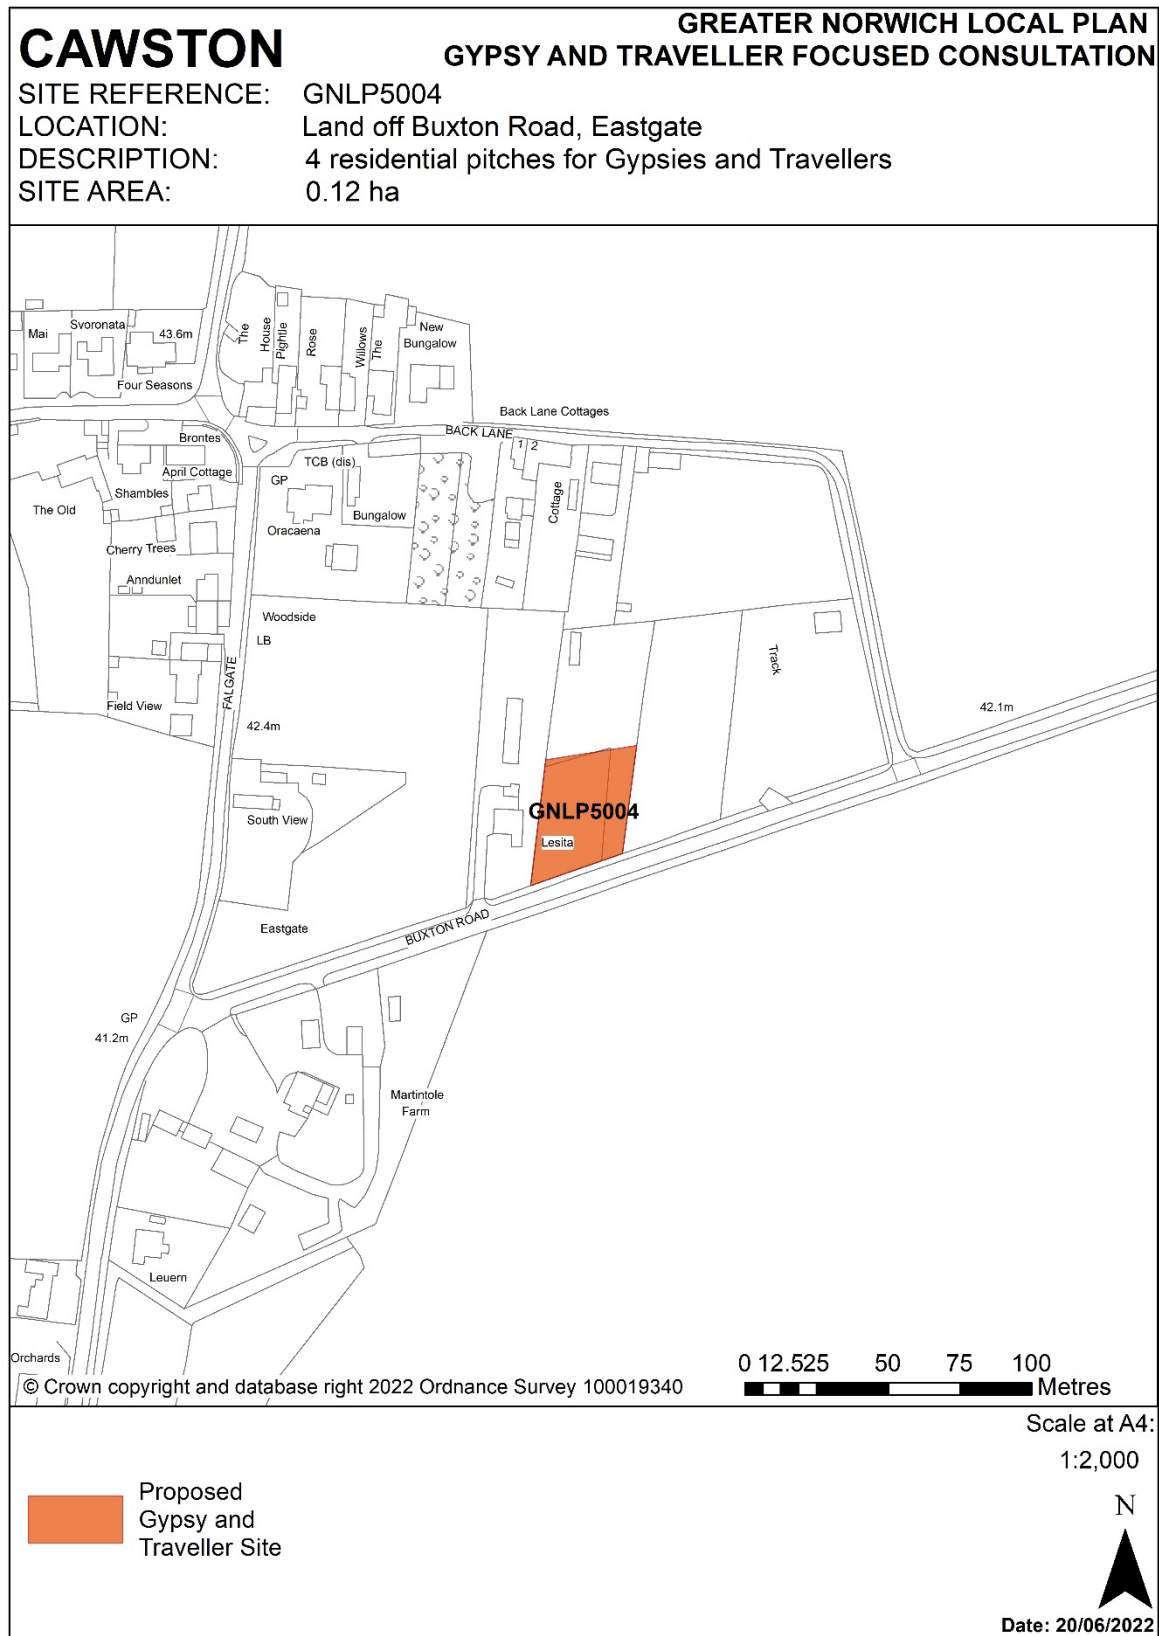 CAWSTON
GREATER NORWICH LOCAL PLAN
GYPSY AND TRAVELLER FOCUSED CONSULTATION
SITE REFERENCE: GNLP5004
LOCATION: Land off Buxton Road, Eastgate
DESCRIPTION: 4 residential pitches for Gypsies and Travellers
SITE AREA: 0.12 ha
Mai
Svoronata
43.6m
Four Seasons
The
House
Pightle
Rose
Willows
The
New
Bungalow
Back Lane Cottages
BACK LANE
1 2
Brontes
April Cottage
TCB (dis)
GP
The Old
Shambles
Oracaena
Bungalow
Cottage
Cherry Trees
Anndunlet
Woodside
LB
FALGATE
Track
Field View
42.4m
42.1m
GNLP5004
South View
Lesita
Eastgate
BUXTON ROAD
GP
41.2m
Martintole
Farm
Leuern
Orchards
© Crown copyright and database right 2022 Ordnance Survey 100019340
0 12.525 50 75 100
Metres
Scale at A4:
1:2,000
Proposed
Gypsy and
Traveller Site
N
Date: 20/06/2022